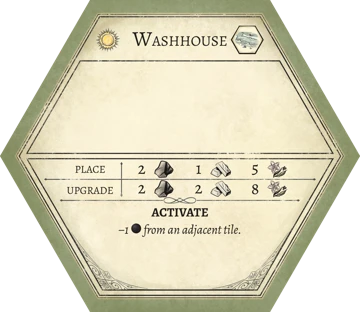 WASHHOUSE
PLACE 2 1 5
UPGRADE 2 2 8
ACTIVATE
–1 from an adjacent tile.